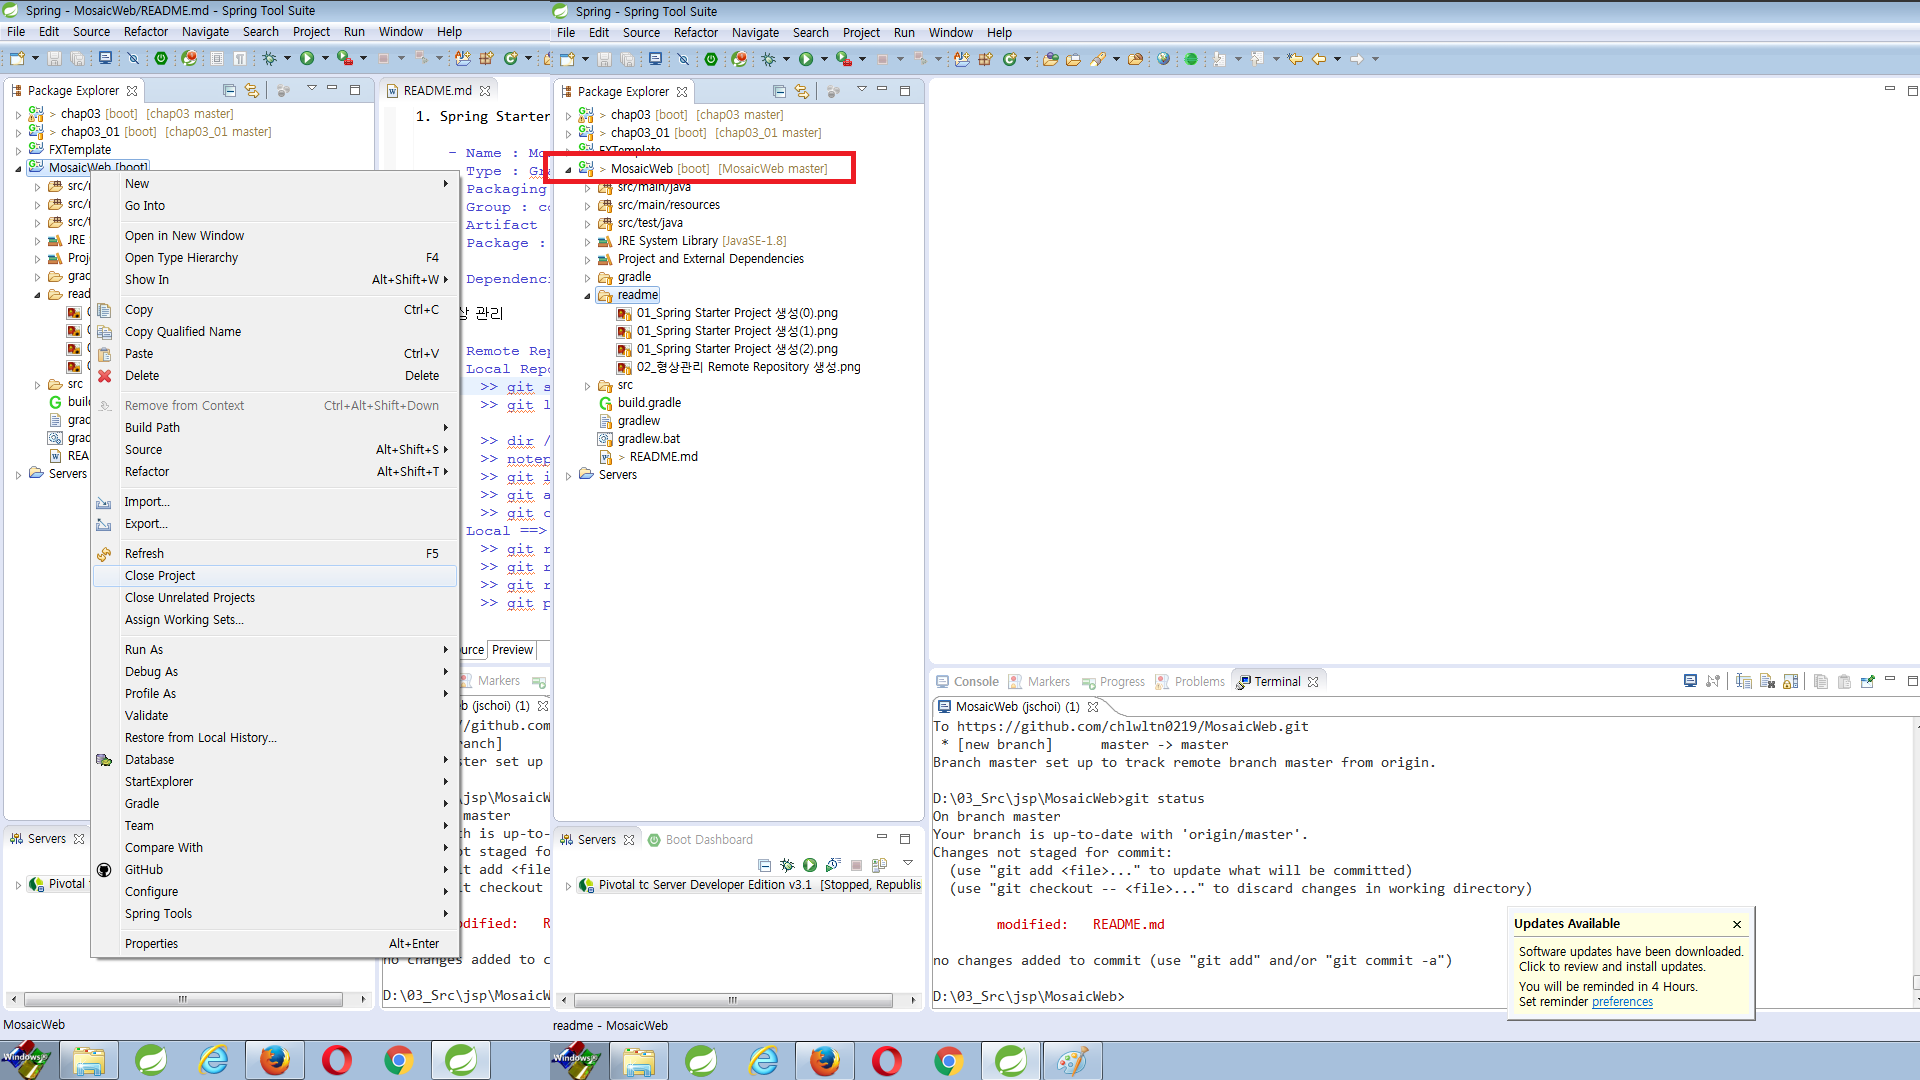 Spring - MosaicWeb/README.md - Spring Tool Suite
File Edit Source Refactor Navigate Search Project Run Window Help
Package Explorer
> chap03 [boot] [chap03 master]
> chap03_01 [boot] [chap03_01 master]
FXTemplate
MosaicWeb [boot]
src/
src/
src/
JRE
Proj
grad
read
src
build
grad
grad
REA
Servers
New
Go Into
Open in New Window
Open Type Hierarchy F4
Show In Alt+Shift+W
Copy Ctrl+C
Copy Qualified Name
Paste Ctrl+V
Delete Delete
Remove from Context Ctrl+Alt+Shift+Down
Build Path
Source Alt+Shift+S
Refactor Alt+Shift+T
Import...
Export...
Refresh F5
Close Project
Close Unrelated Projects
Assign Working Sets...
Run As
Debug As
Profile As
Validate
Restore from Local History...
Database
StartExplorer
Gradle
Team
Compare With
GitHub
Configure
Spring Tools
Properties Alt+Enter
README.md
1. Spring Starter
- Name : Mo
Type : Gra
Packaging
Group : co
Artifact
Package :
Dependenci
상 관리
Remote Rep
Local Repo
>> git s
>> git l
>> dir /
>> notep
>> git i
>> git a
>> git c
Local ==>
>> git r
>> git r
>> git r
>> git p
ource Preview
Markers
b (jschoi) (1)
//github.com
anch]
ster set up
\jsp\MosaicW
master
h is up-to-
ot staged fo
it add <file
it checkout
odified: R
no changes added to c
D:\03_Src\jsp\MosaicW
Servers
Pivotal t
MosaicWeb
Windows7
Spring - Spring Tool Suite
File Edit Source Refactor Navigate Search Project Run Window Help
Package Explorer
> chap03 [boot] [chap03 master]
> chap03_01 [boot] [chap03_01 master]
FXTemplate
> MosaicWeb [boot] [MosaicWeb master]
src/main/java
src/main/resources
src/test/java
JRE System Library [JavaSE-1.8]
Project and External Dependencies
gradle
readme
01_Spring Starter Project 생성(0).png
01_Spring Starter Project 생성(1).png
01_Spring Starter Project 생성(2).png
02_형상관리 Remote Repository 생성.png
src
build.gradle
gradlew
gradlew.bat
> README.md
Servers
Servers Boot Dashboard
Pivotal tc Server Developer Edition v3.1 [Stopped, Republis
Console Markers Progress Problems Terminal
MosaicWeb (jschoi) (1)
To https://github.com/chlwltn0219/MosaicWeb.git
* [new branch] master -> master
Branch master set up to track remote branch master from origin.
D:\03_Src\jsp\MosaicWeb>git status
On branch master
Your branch is up-to-date with 'origin/master'.
Changes not staged for commit:
(use "git add <file>..." to update what will be committed)
(use "git checkout -- <file>..." to discard changes in working directory)
modified: README.md
no changes added to commit (use "git add" and/or "git commit -a")
D:\03_Src\jsp\MosaicWeb>
Updates Available
Software updates have been downloaded.
Click to review and install updates.
You will be reminded in 4 Hours.
Set reminder preferences
readme - MosaicWeb
Windows7